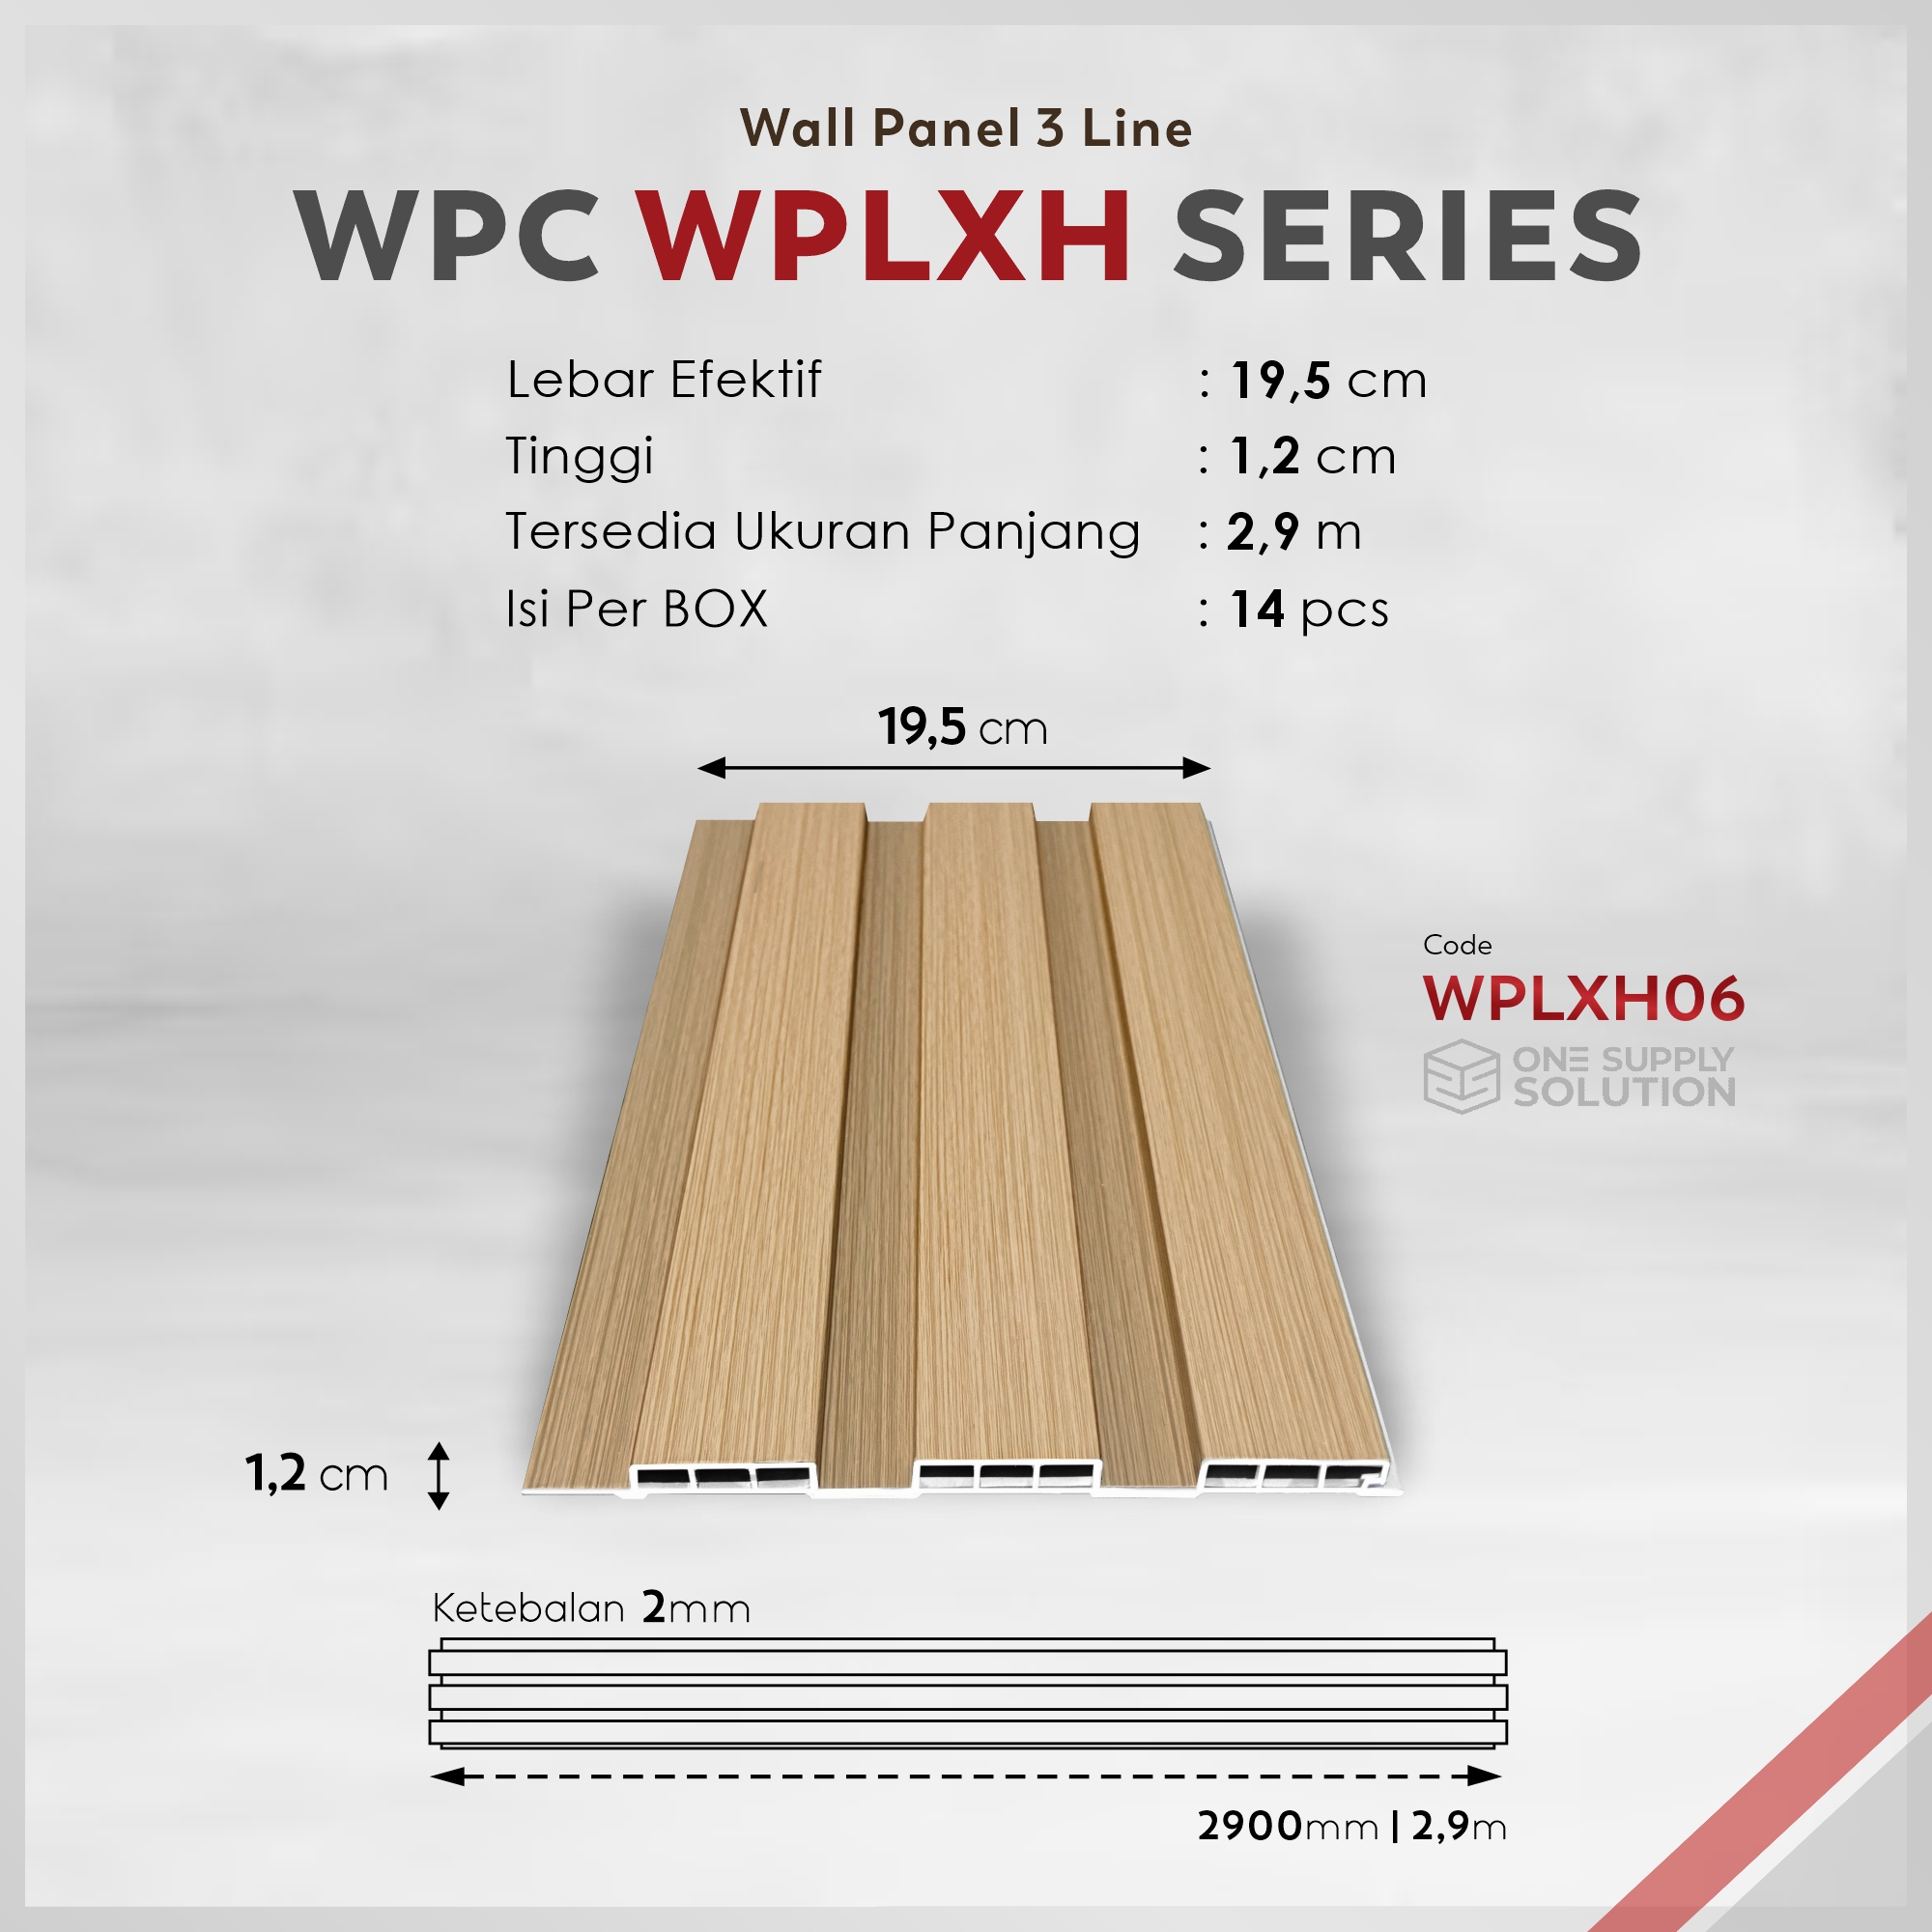 Wall Panel 3 Line
WPC WPLXH SERIES
Lebar Efektif : 19,5 cm
Tinggi : 1,2 cm
Tersedia Ukuran Panjang : 2,9 m
Isi Per BOX : 14 pcs
19,5 cm
Code
WPLXH06
ONE SUPPLY
SOLUTION
1,2 cm
Ketebalan 2mm
2900mm | 2,9m